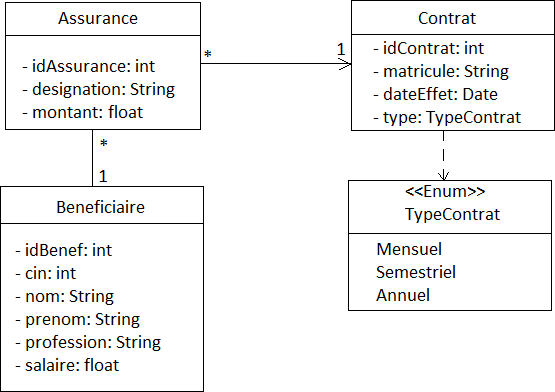 Assurance
- idAssurance: int
- designation: String
- montant: float
*
1
Contrat
- idContrat: int
- matricule: String
- dateEffet: Date
- type: TypeContrat
*
1
Beneficiaire
- idBenef: int
- cin: int
- nom: String
- prenom: String
- profession: String
- salaire: float
<<Enum>>
TypeContrat
Mensuel
Semestriel
Annuel